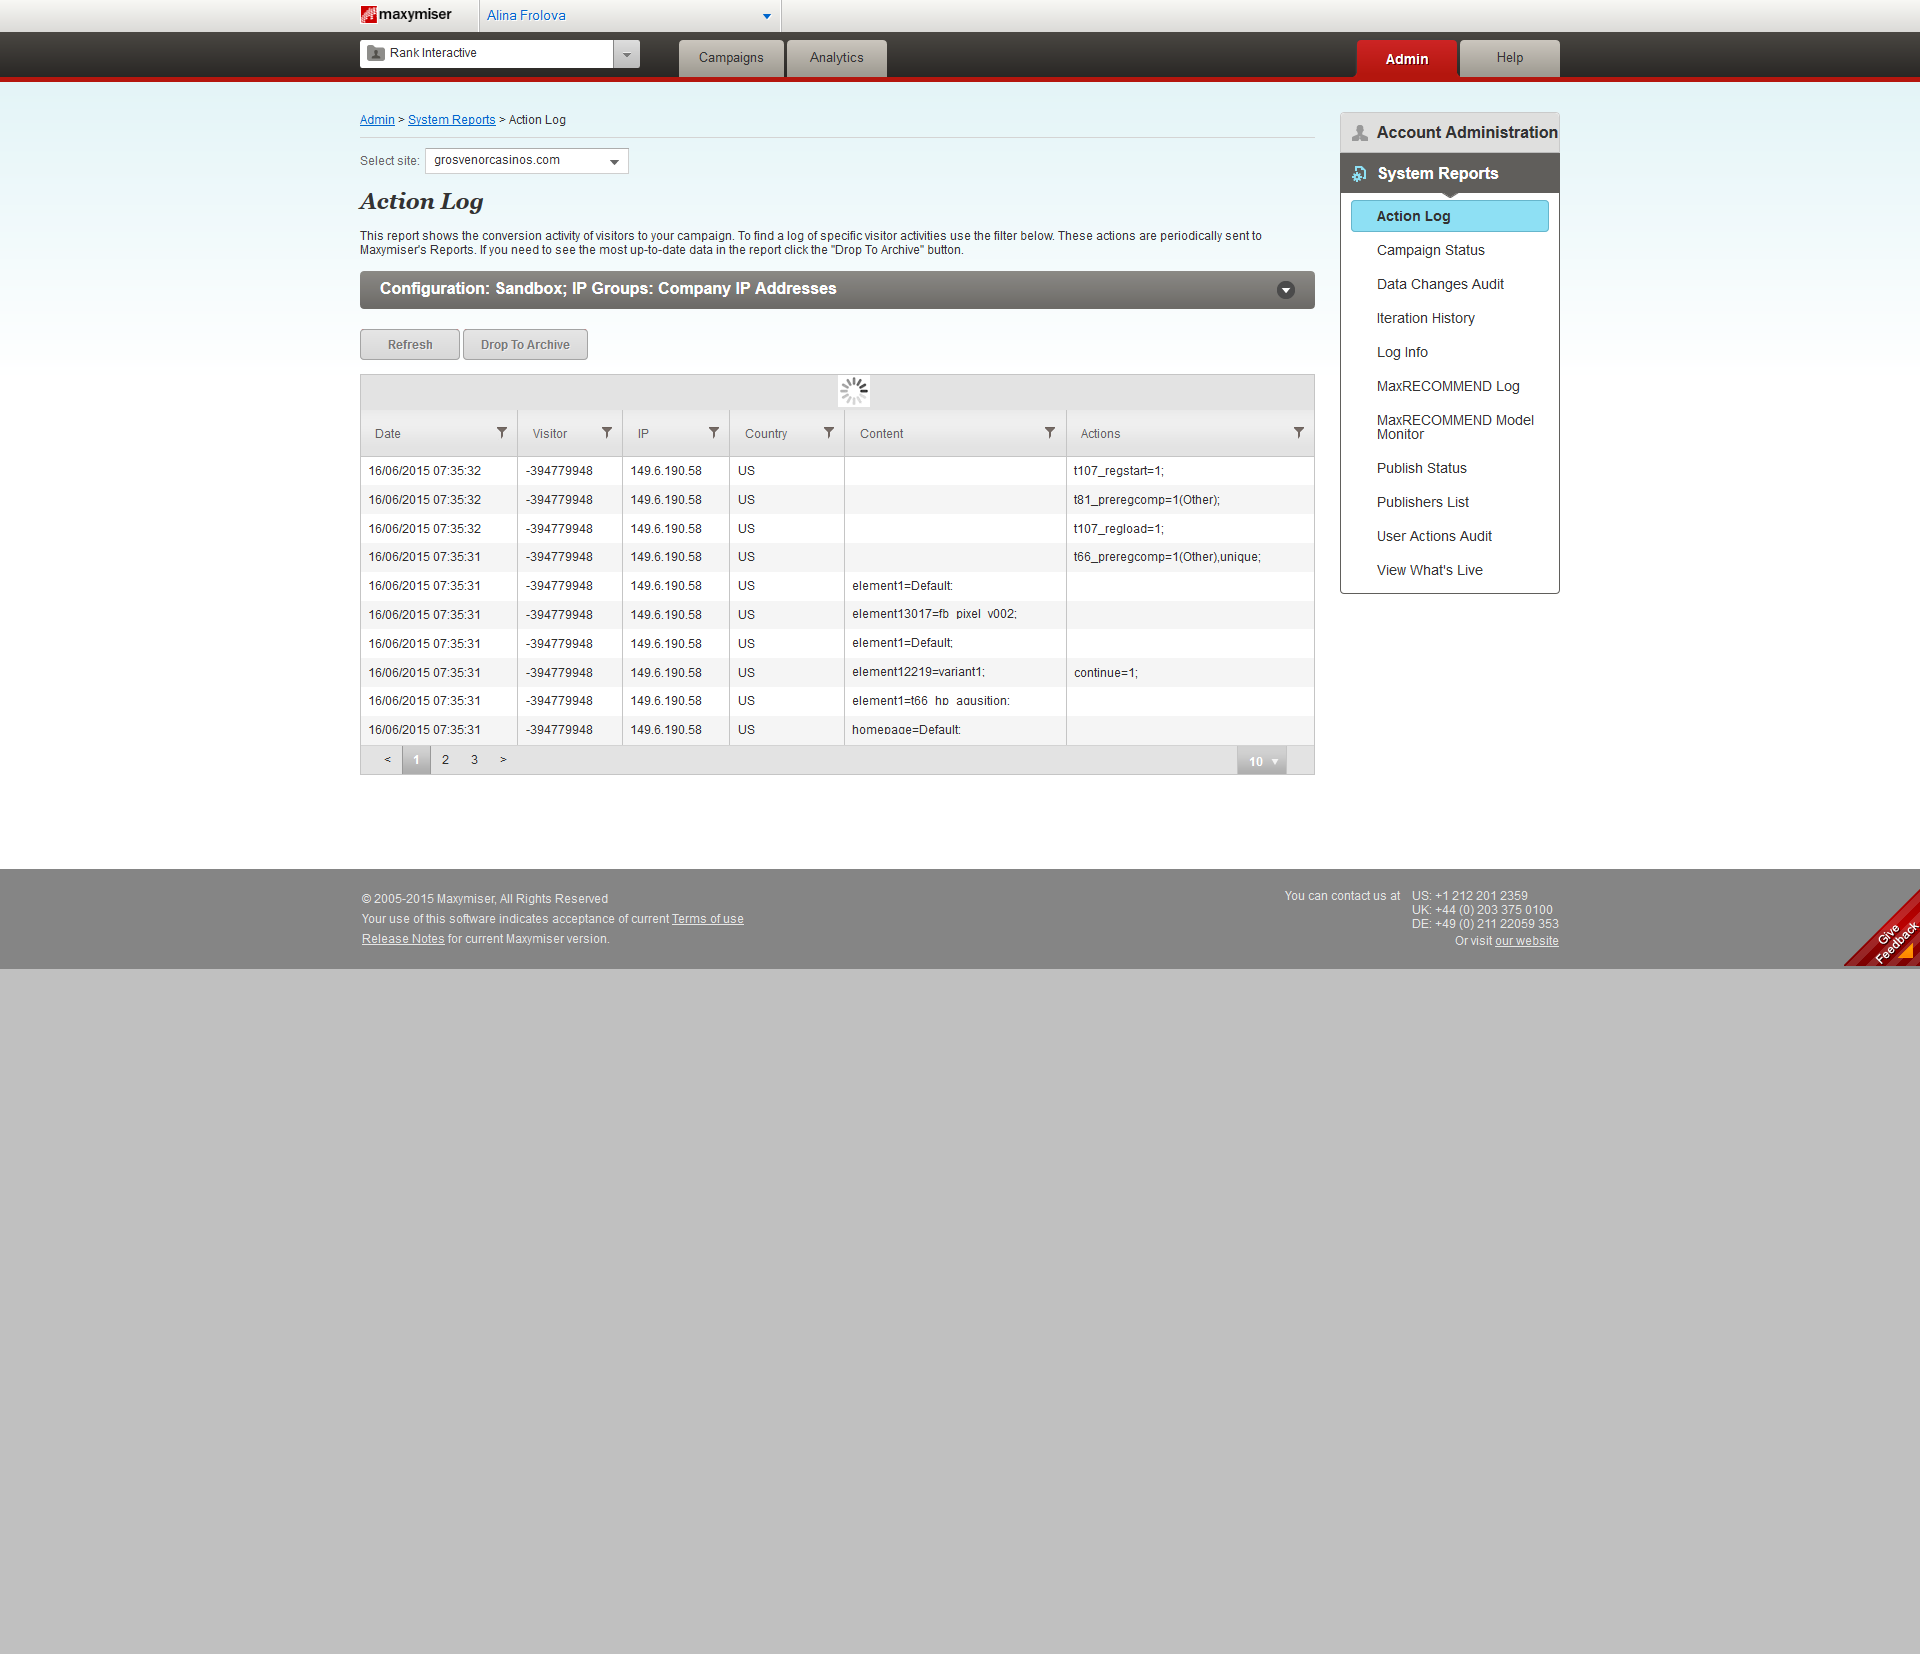 maxymiser
Alina Frolova
Rank Interactive
Campaigns
Analytics
Admin
Help
Admin > System Reports > Action Log
Select site: grosvenorcasinos.com
Action Log
This report shows the conversion activity of visitors to your campaign. To find a log of specific visitor activities use the filter below. These actions are periodically sent to
Maxymiser's Reports. If you need to see the most up-to-date data in the report click the "Drop To Archive" button.
Configuration: Sandbox; IP Groups: Company IP Addresses
Refresh
Drop To Archive
Date Visitor IP Country Content Actions
16/06/2015 07:35:32 -394779948 149.6.190.58 US t107_regstart=1;
16/06/2015 07:35:32 -394779948 149.6.190.58 US t81_preregcomp=1(Other);
16/06/2015 07:35:32 -394779948 149.6.190.58 US t107_regload=1;
16/06/2015 07:35:31 -394779948 149.6.190.58 US t66_preregcomp=1(Other),unique;
16/06/2015 07:35:31 -394779948 149.6.190.58 US element1=Default;
16/06/2015 07:35:31 -394779948 149.6.190.58 US element13017=fb_pixel_v002;
16/06/2015 07:35:31 -394779948 149.6.190.58 US element1=Default;
16/06/2015 07:35:31 -394779948 149.6.190.58 US element12219=variant1; continue=1;
16/06/2015 07:35:31 -394779948 149.6.190.58 US element1=t66_hp_aqusition;
16/06/2015 07:35:31 -394779948 149.6.190.58 US homepage=Default;
< 1 2 3 >
10
Account Administration
System Reports
Action Log
Campaign Status
Data Changes Audit
Iteration History
Log Info
MaxRECOMMEND Log
MaxRECOMMEND Model
Monitor
Publish Status
Publishers List
User Actions Audit
View What's Live
© 2005-2015 Maxymiser, All Rights Reserved
Your use of this software indicates acceptance of current Terms of use
Release Notes for current Maxymiser version.
You can contact us at US: +1 212 201 2359
UK: +44 (0) 203 375 0100
DE: +49 (0) 211 22059 353
Or visit our website
Give
Feedback